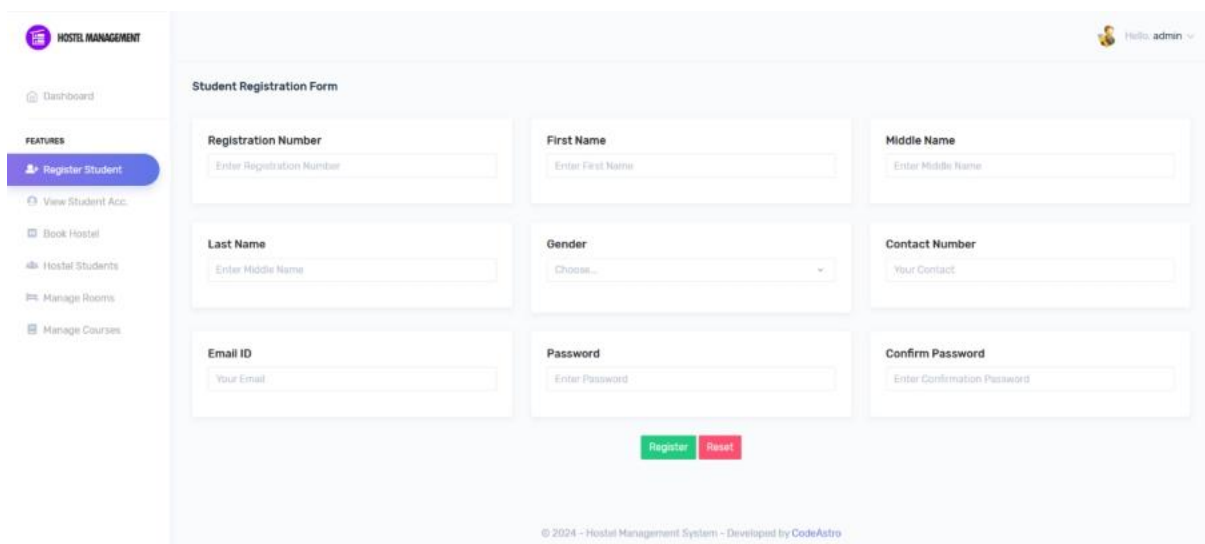 HOSTEL MANAGEMENT
Hello, admin
Dashboard
FEATURES
Register Student
View Student Acc.
Book Hostel
Hostel Students
Manage Rooms
Manage Courses
Student Registration Form
Registration Number
Enter Registration Number
First Name
Enter First Name
Middle Name
Enter Middle Name
Last Name
Enter Middle Name
Gender
Choose...
Contact Number
Your Contact
Email ID
Your Email
Password
Enter Password
Confirm Password
Enter Confirmation Password
Register Reset
© 2024 - Hostel Management System - Developed by CodeAstro